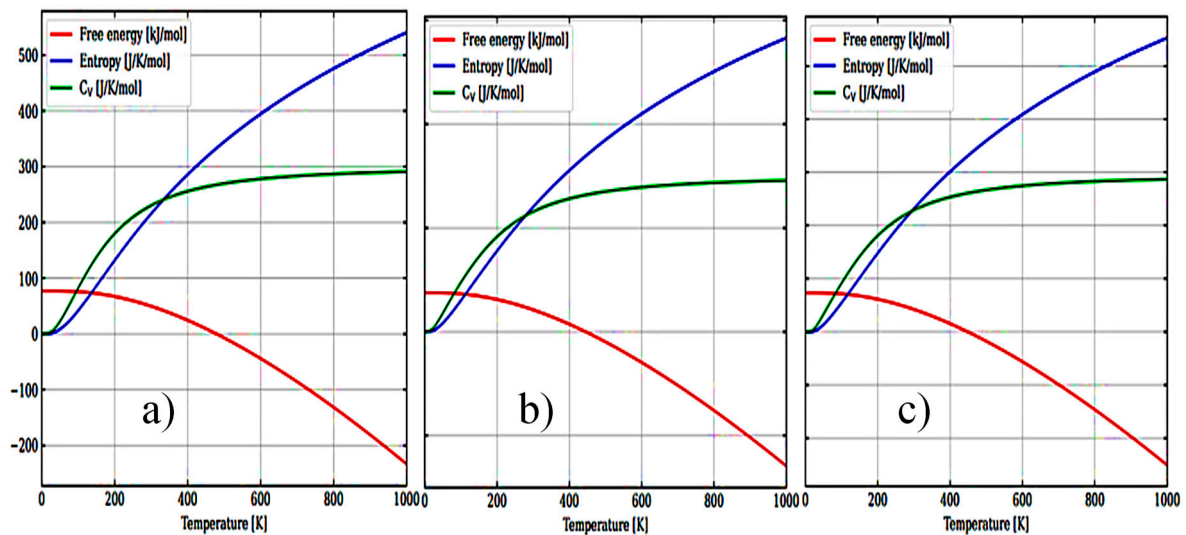 Free energy [kJ/mol]
Entropy [J/K/mol]
Cv [J/K/mol]
500
400
300
200
100
0
−100
−200
a)
0 200 400 600 800 1000
Temperature [K]
Free energy [kJ/mol]
Entropy [J/K/mol]
Cv [J/K/mol]
b)
0 200 400 600 800 1000
Temperature [K]
Free energy [kJ/mol]
Entropy [J/K/mol]
Cv [J/K/mol]
c)
0 200 400 600 800 1000
Temperature [K]